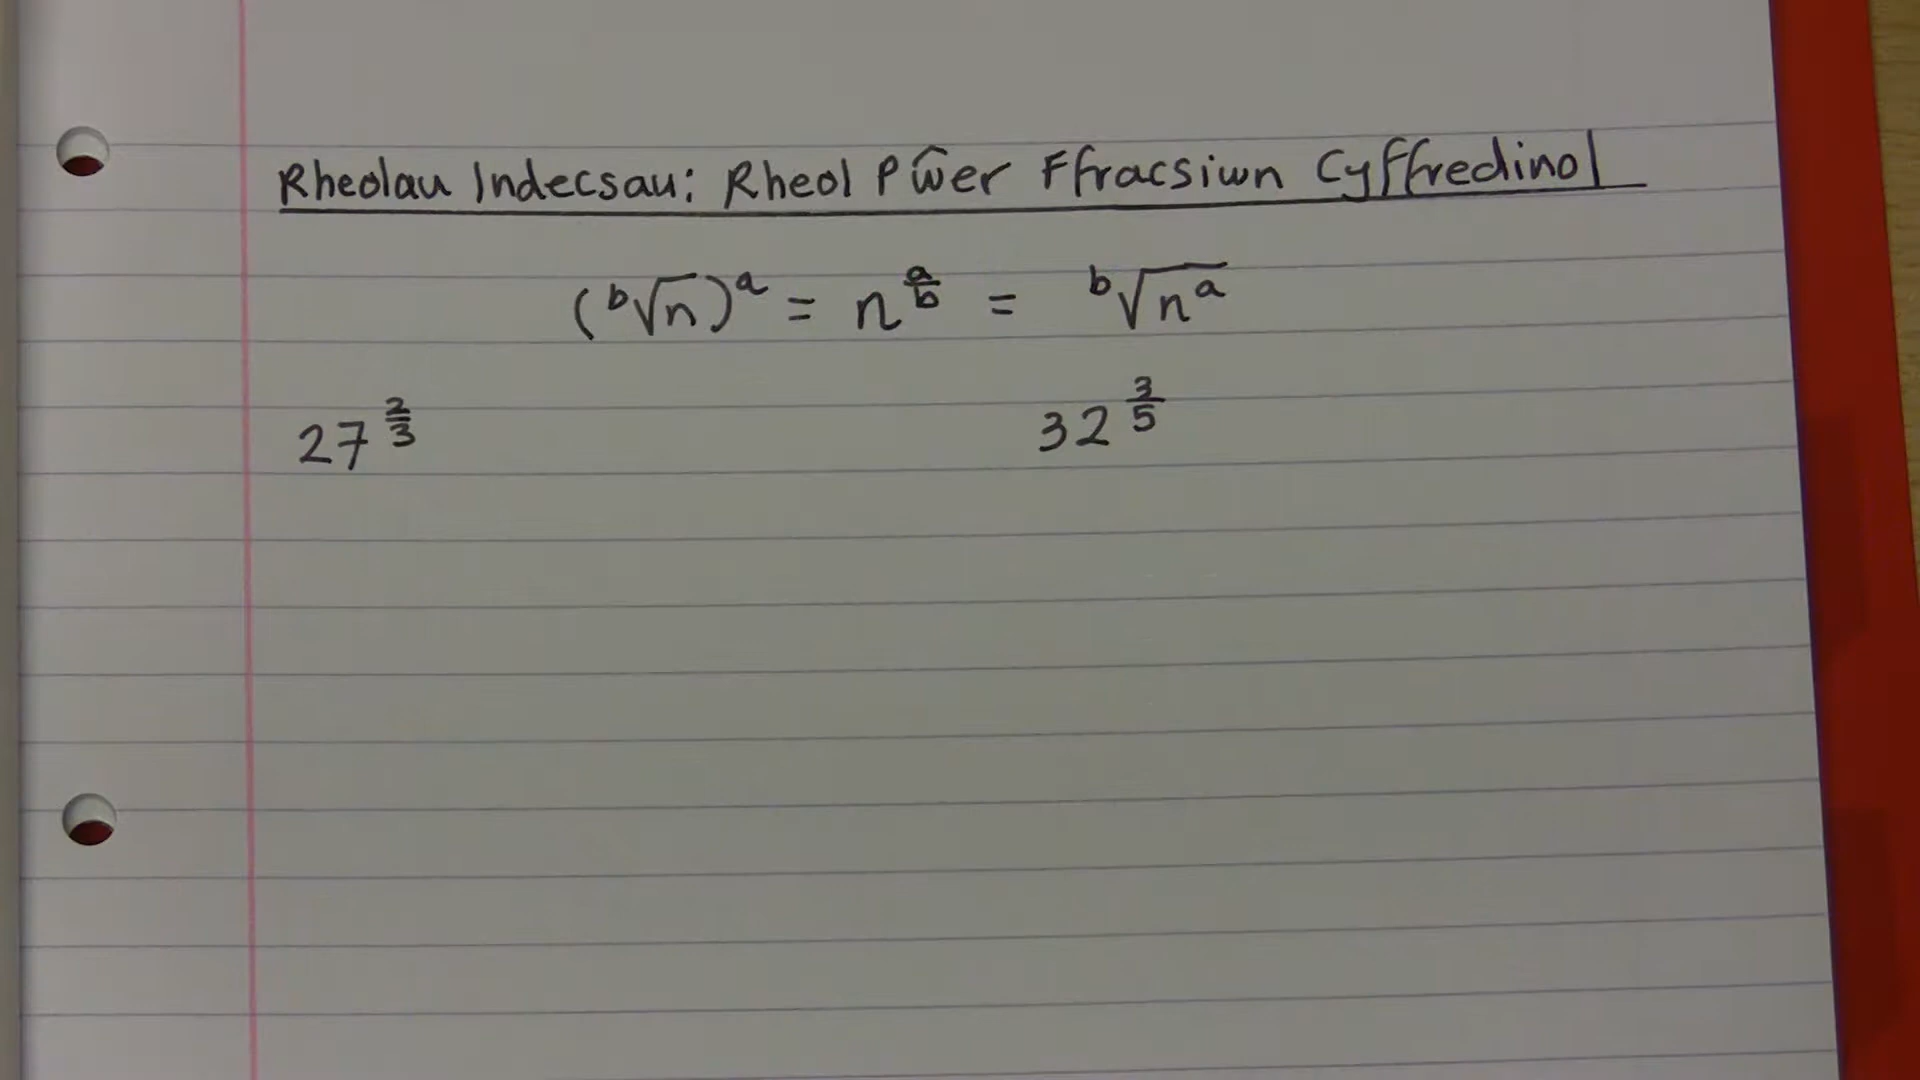 Rheolau Indecsau: Rheol Pŵer Ffracsiwn Cyffredinol
(ᵇ√n)ᵃ = n^(a/b) = ᵇ√nᵃ
27^(2/3) 32^(3/5)